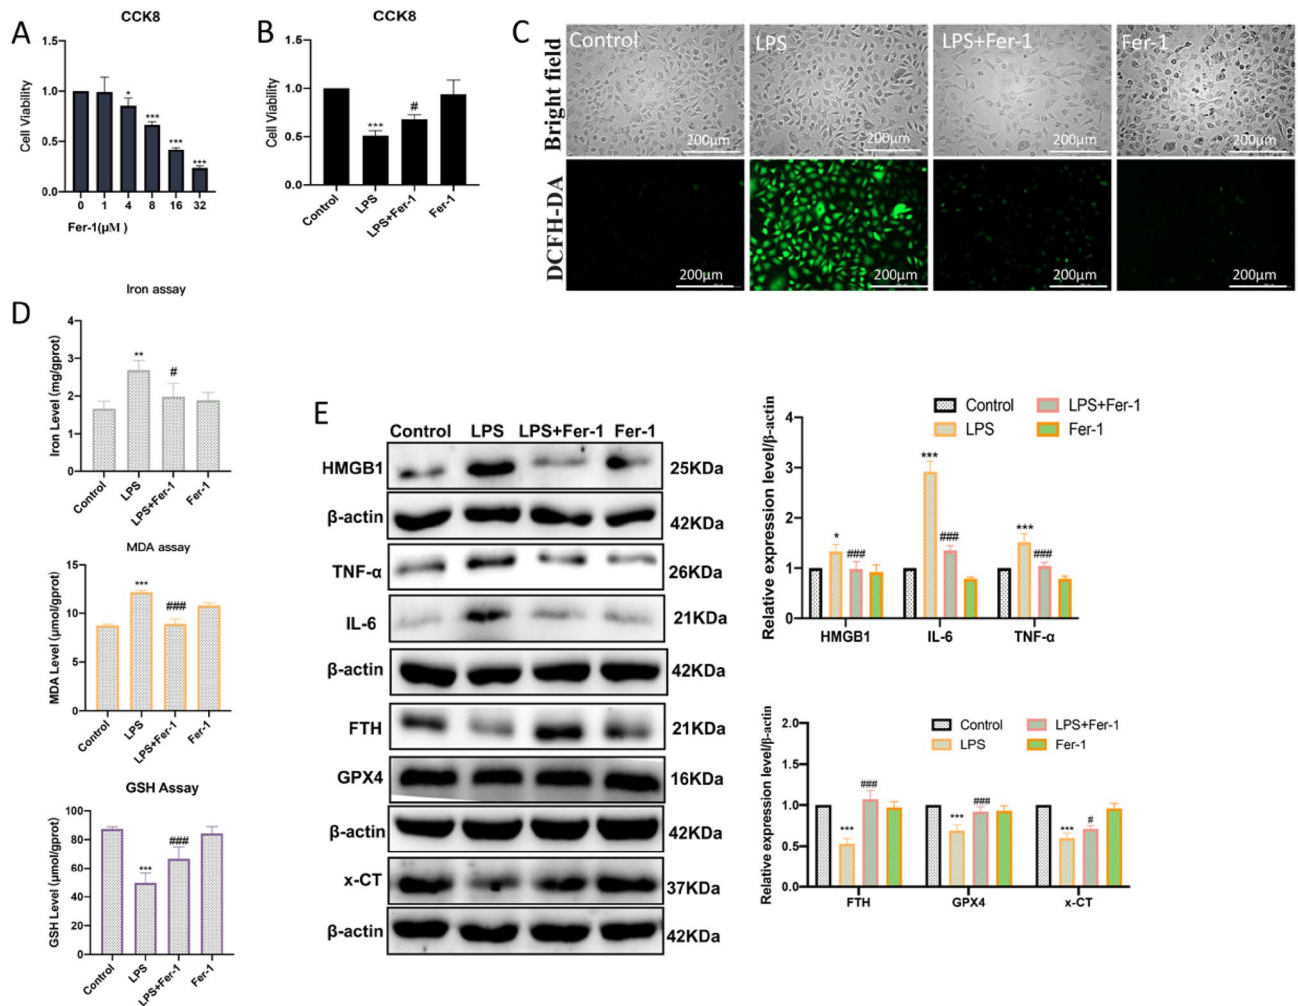 A
CCK8
Cell Viability
1.5
1.0
0.5
0.0
*
***
***
***
0 1 4 8 16 32
Fer-1(μM )
B
CCK8
Cell Viability
1.5
1.0
0.5
0.0
***
#
Control
LPS
LPS+Fer-1
Fer-1
C
Bright field
Control
LPS
LPS+Fer-1
Fer-1
200μm
200μm
200μm
200μm
DCFH-DA
200μm
200μm
200μm
200μm
D
Iron assay
Iron Level (mg/gprot)
4
3
2
1
0
**
#
Control
LPS
LPS+Fer-1
Fer-1
MDA assay
MDA Level (μmol/gprot)
15
10
5
0
***
###
Control
LPS
LPS+Fer-1
Fer-1
GSH Assay
GSH Level (μmol/gprot)
100
80
60
40
20
0
***
###
Control
LPS
LPS+Fer-1
Fer-1
E
Control LPS LPS+Fer-1 Fer-1
HMGB1 25KDa
β-actin 42KDa
TNF-α 26KDa
IL-6 21KDa
β-actin 42KDa
FTH 21KDa
GPX4 16KDa
β-actin 42KDa
x-CT 37KDa
β-actin 42KDa
Control LPS+Fer-1
LPS Fer-1
Relative expression level/β-actin
4
3
2
1
0
* ###
*** ###
*** ###
HMGB1 IL-6 TNF-α
Control LPS+Fer-1
LPS Fer-1
Relative expression level/β-actin
2.0
1.5
1.0
0.5
0.0
*** ###
*** ###
*** #
FTH GPX4 x-CT